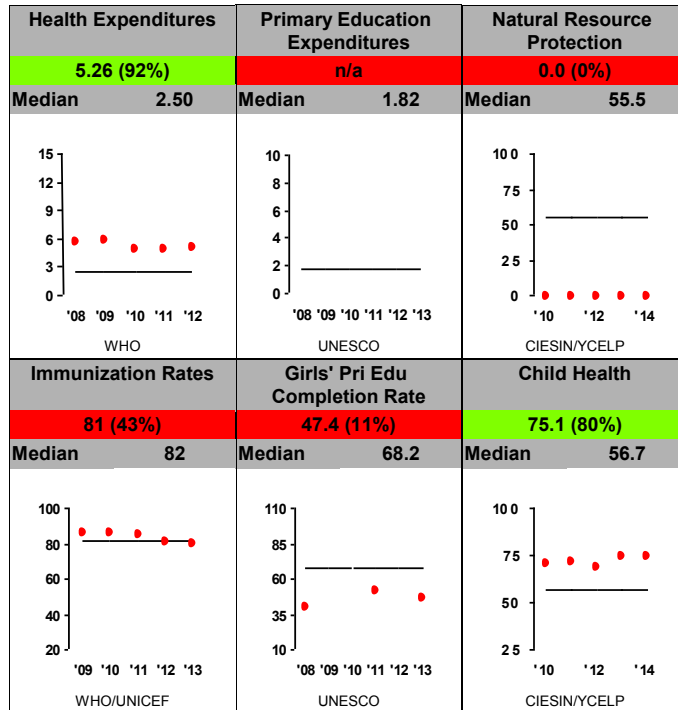 Health Expenditures
5.26 (92%)
Median 2.50
15
12
9
6
3
0
'08 '09 '10 '11 '12
WHO
Primary Education
Expenditures
n/a
Median 1.82
10
8
6
4
2
0
'08 '09 '10 '11 '12 '13
UNESCO
Natural Resource
Protection
0.0 (0%)
Median 55.5
100
75
50
25
0
'10 '12 '14
CIESIN/YCELP
Immunization Rates
81 (43%)
Median 82
100
80
60
40
20
'09 '10 '11 '12 '13
WHO/UNICEF
Girls' Pri Edu
Completion Rate
47.4 (11%)
Median 68.2
110
85
60
35
10
'08 '09 '10 '11 '12 '13
UNESCO
Child Health
75.1 (80%)
Median 56.7
100
75
50
25
'10 '12 '14
CIESIN/YCELP